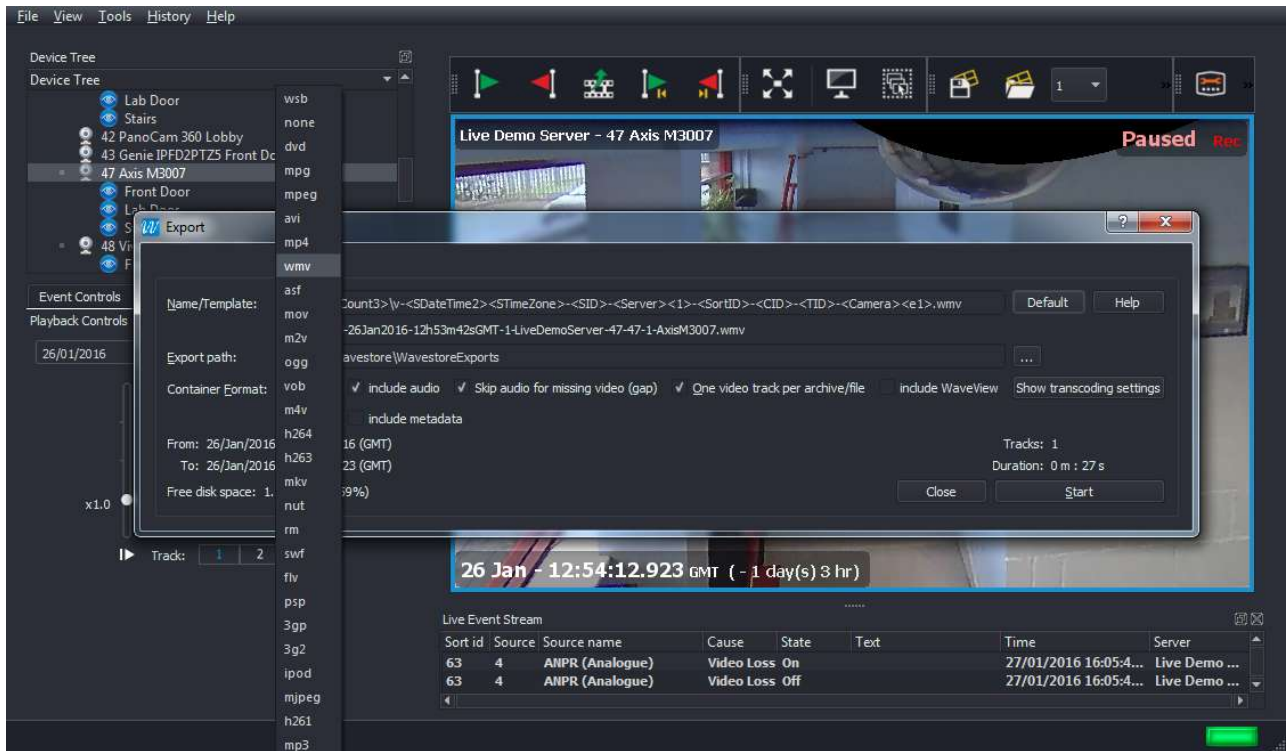 File View Tools History Help
Device Tree
Device Tree
Lab Door
Stairs
42 PanoCam 360 Lobby
43 Genie IPFD2PTZ5 Front Do
47 Axis M3007
Front Door
48 Vi
Event Controls
Playback Controls
26/01/2016
x1.0
Track: 1 2
wsb
none
dvd
mpg
mpeg
avi
mp4
wmv
asf
mov
m2v
ogg
vob
m4v
h264
h263
mkv
nut
rm
swf
flv
psp
3gp
3g2
ipod
mjpeg
h261
mp3
1
Live Demo Server - 47 Axis M3007
Paused Rec
Export
Name/Template: Count3>\v-<SDateTime2><STimeZone>-<SID>-<Server><1>-<SortID>-<CID>-<TID>-<Camera><e1>.wmv Default Help
-26Jan2016-12h53m42sGMT-1-LiveDemoServer-47-47-1-AxisM3007.wmv
Export path: avestore\WavestoreExports ...
Container Format: include audio Skip audio for missing video (gap) One video track per archive/file include WaveView Show transcoding settings
include metadata
From: 26/Jan/2016 16 (GMT) Tracks: 1
To: 26/Jan/2016 23 (GMT) Duration: 0 m : 27 s
Free disk space: 1. 59%) Close Start
26 Jan - 12:54:12.923 GMT ( - 1 day(s) 3 hr)
Live Event Stream
Sort id Source Source name Cause State Text Time Server
63 4 ANPR (Analogue) Video Loss On 27/01/2016 16:05:4... Live Demo ...
63 4 ANPR (Analogue) Video Loss Off 27/01/2016 16:05:4... Live Demo ...